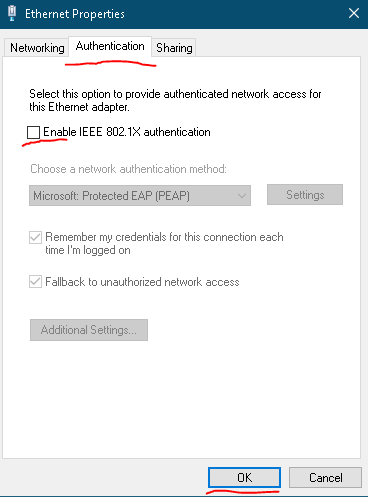 Ethernet Properties
Networking Authentication Sharing
Select this option to provide authenticated network access for
this Ethernet adapter.
Enable IEEE 802.1X authentication
Choose a network authentication method:
Microsoft: Protected EAP (PEAP) Settings
Remember my credentials for this connection each
time I'm logged on
Fallback to unauthorized network access
Additional Settings...
OK Cancel